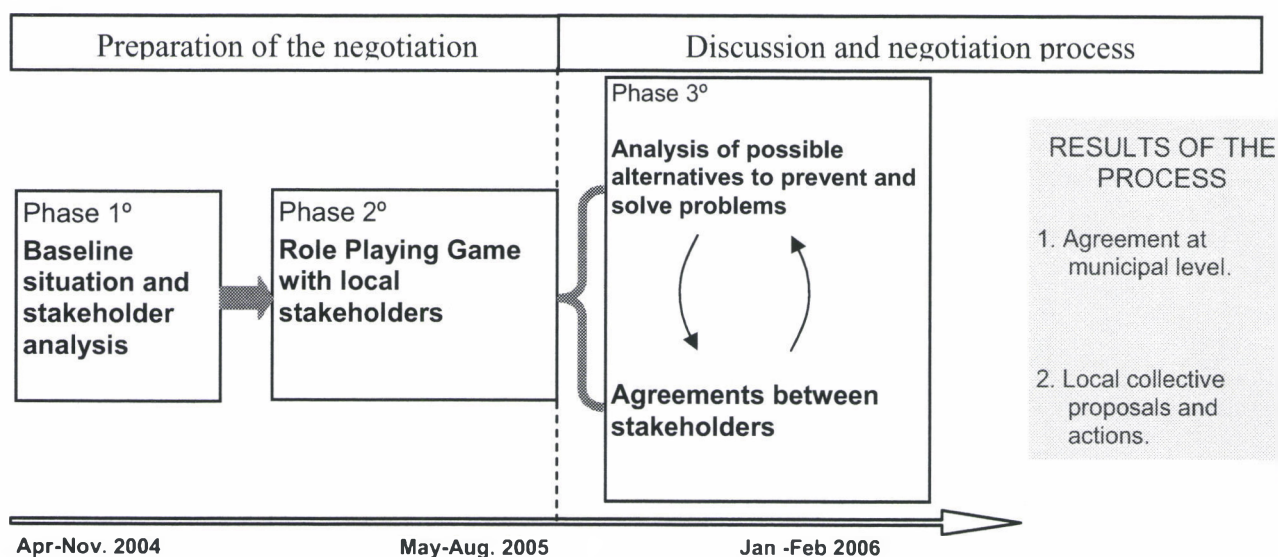 Preparation of the negotiation
Discussion and negotiation process
Phase 1º
Baseline
situation and
stakeholder
analysis
Phase 2º
Role Playing Game
with local
stakeholders
Phase 3º
Analysis of possible
alternatives to prevent and
solve problems
Agreements between
stakeholders
RESULTS OF THE
PROCESS
1. Agreement at
municipal level.
2. Local collective
proposals and
actions.
Apr-Nov. 2004
May-Aug. 2005
Jan -Feb 2006